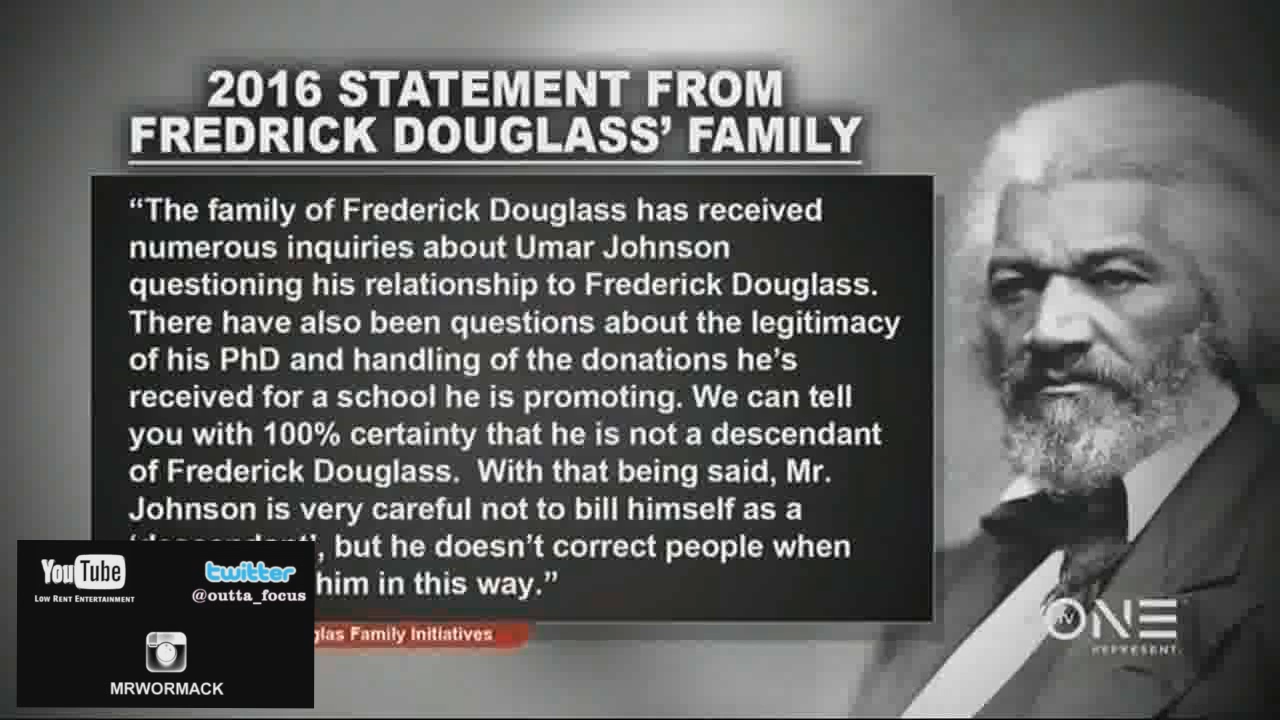 2016 STATEMENT FROM
FREDRICK DOUGLASS' FAMILY
“The family of Frederick Douglass has received
numerous inquiries about Umar Johnson
questioning his relationship to Frederick Douglass.
There have also been questions about the legitimacy
of his PhD and handling of the donations he’s
received for a school he is promoting. We can tell
you with 100% certainty that he is not a descendant
of Frederick Douglass.  With that being said, Mr.
Johnson is very careful not to bill himself as a
but he doesn’t correct people when
him in this way.”
Family Initiatives
YouTube
LOW RENT ENTERTAINMENT
twitter
@outta_focus
MRWORMACK
tv ONE
REPRESENT.